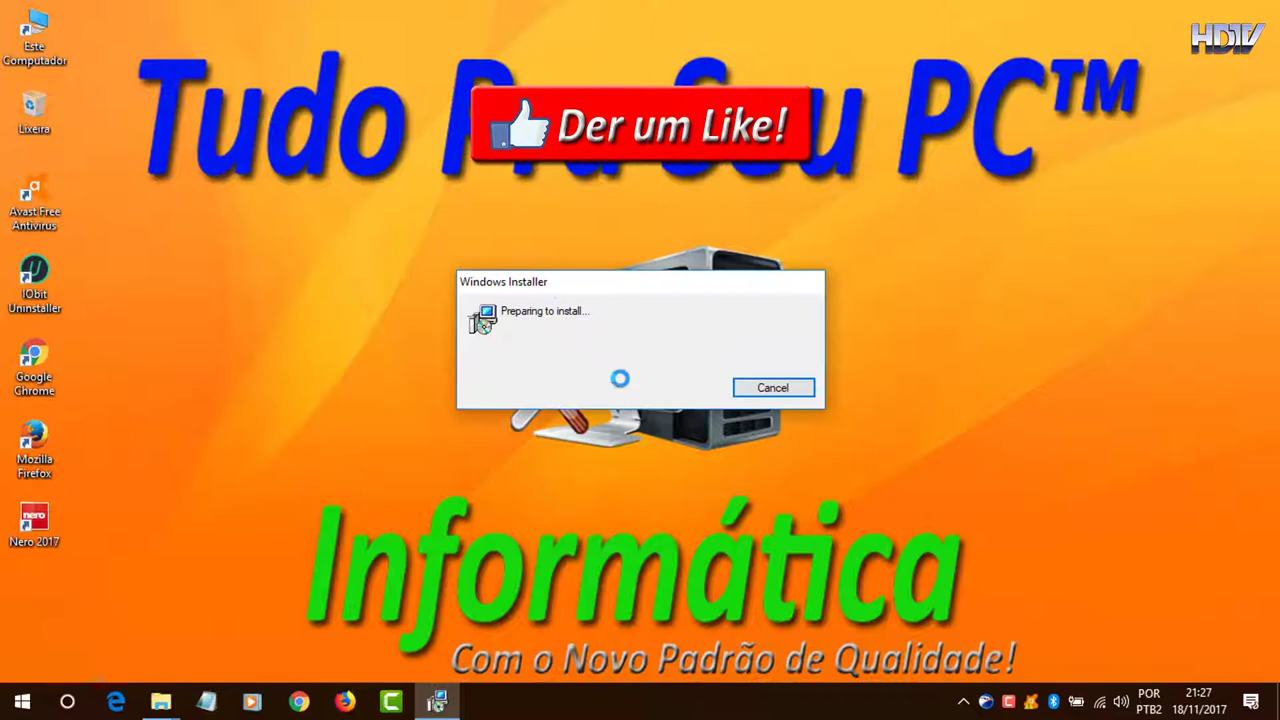 Este
Computador
HDTV
Tudo Pra Seu PC™
Der um Like!
Lixeira
Avast Free
Antivirus
IObit
Uninstaller
Windows Installer
Preparing to install...
Cancel
Google
Chrome
Mozilla
Firefox
nero
Nero 2017
Informática
Com o Novo Padrão de Qualidade!
POR
PTB2
21:27
18/11/2017